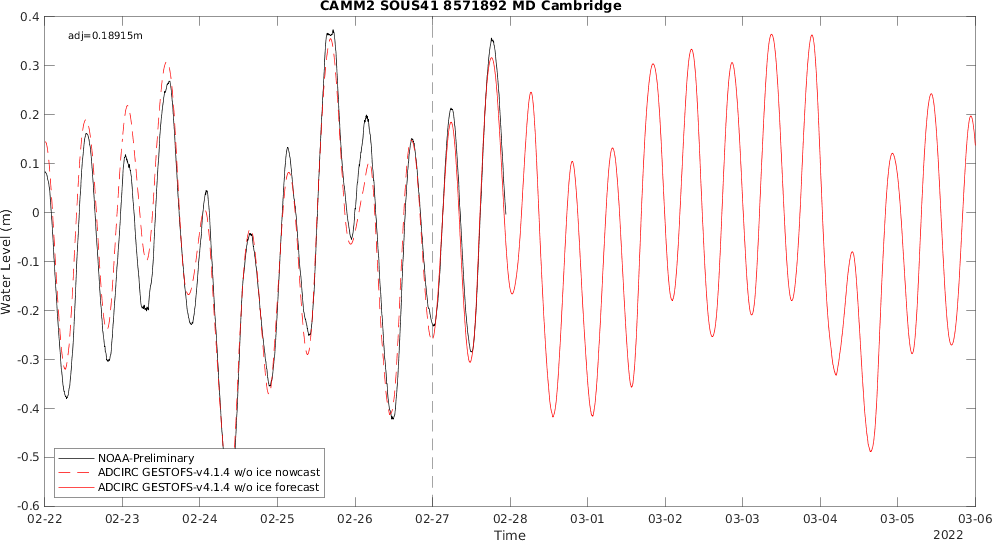 CAMM2 SOUS41 8571892 MD Cambridge
adj=0.18915m
0.4
0.3
0.2
0.1
0
-0.1
-0.2
-0.3
-0.4
-0.5
-0.6
Water Level (m)
NOAA-Preliminary
ADCIRC GESTOFS-v4.1.4 w/o ice nowcast
ADCIRC GESTOFS-v4.1.4 w/o ice forecast
02-22 02-23 02-24 02-25 02-26 02-27 02-28 03-01 03-02 03-03 03-04 03-05 03-06
Time
2022